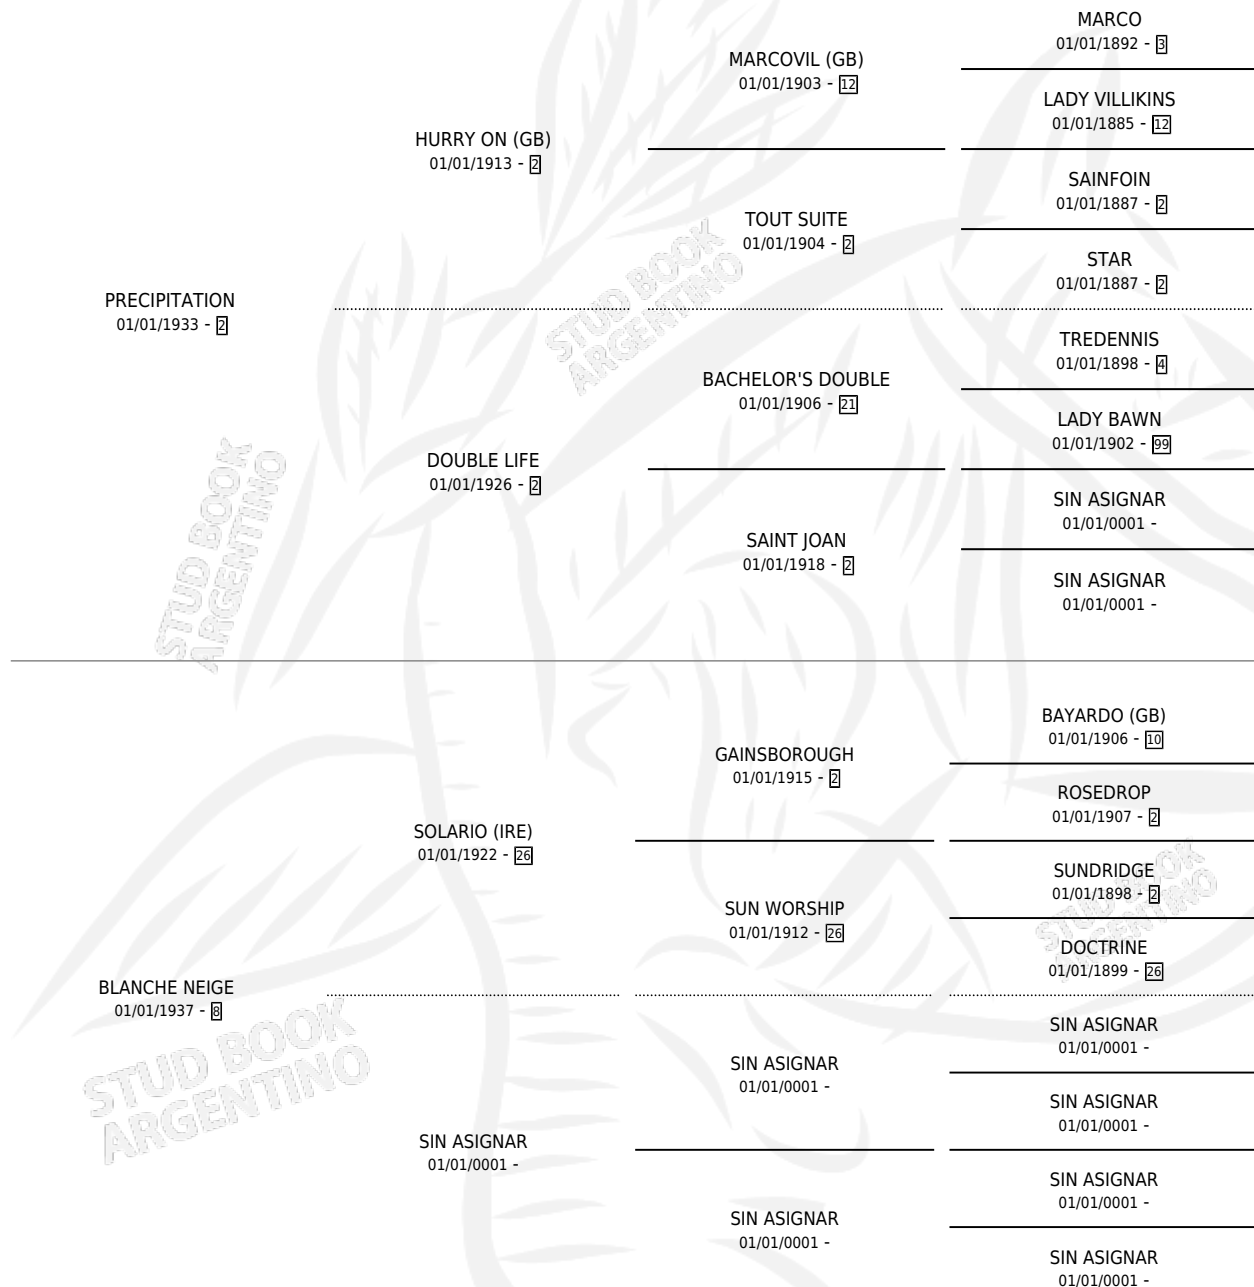 MARCO
01/01/1892 - 3
MARCOVIL (GB)
01/01/1903 - 12
LADY VILLIKINS
01/01/1885 - 12
HURRY ON (GB)
01/01/1913 - 2
SAINFOIN
01/01/1887 - 2
TOUT SUITE
01/01/1904 - 2
STAR
01/01/1887 - 2
PRECIPITATION
01/01/1933 - 2
TREDENNIS
01/01/1898 - 4
BACHELOR'S DOUBLE
01/01/1906 - 21
LADY BAWN
01/01/1902 - 99
DOUBLE LIFE
01/01/1926 - 2
SIN ASIGNAR
01/01/0001 -
SAINT JOAN
01/01/1918 - 2
SIN ASIGNAR
01/01/0001 -
BAYARDO (GB)
01/01/1906 - 10
GAINSBOROUGH
01/01/1915 - 2
ROSEDROP
01/01/1907 - 2
SOLARIO (IRE)
01/01/1922 - 26
SUNDRIDGE
01/01/1898 - 2
SUN WORSHIP
01/01/1912 - 26
DOCTRINE
01/01/1899 - 26
BLANCHE NEIGE
01/01/1937 - 8
SIN ASIGNAR
01/01/0001 -
SIN ASIGNAR
01/01/0001 -
SIN ASIGNAR
01/01/0001 -
SIN ASIGNAR
01/01/0001 -
SIN ASIGNAR
01/01/0001 -
SIN ASIGNAR
01/01/0001 -
SIN ASIGNAR
01/01/0001 -
STUD BOOK
ARGENTINO
STUD BOOK
ARGENTINO
STUD BOOK
ARGENTINO
STUD BOOK
ARGENTINO